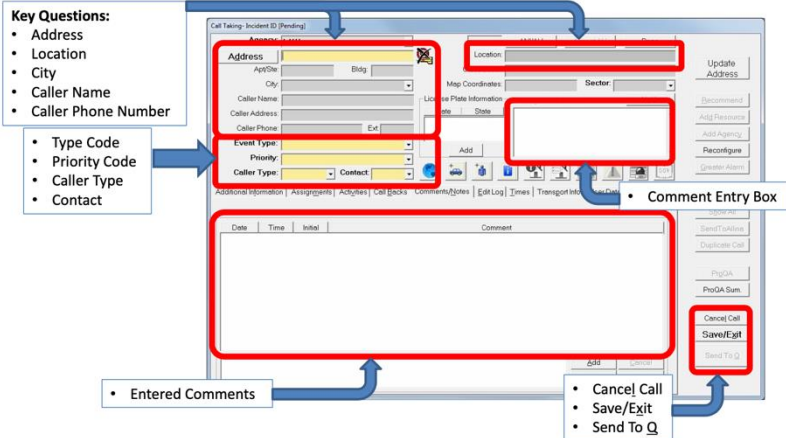 Key Questions:
• Address
• Location
• City
• Caller Name
• Caller Phone Number
• Type Code
• Priority Code
• Caller Type
• Contact
Call Taking- Incident ID [Pending]
Address
Location:
Apt/Ste:
Bldg:
City:
Map Coordinates:
Sector:
Caller Name:
License Plate Information
State
Caller Address:
Caller Phone:
Ext:
Event Type:
Add
Priority:
Caller Type:
Contact:
Additional Information
Assignments
Activities
Call Backs
Comments/Notes
Edit Log
Times
Transport Info
User Data
Update
Address
Recommend
Add Resource
Add Agency
Reconfigure
Greater Alarm
• Comment Entry Box
Show All
SendToAllne
Duplicate Call
ProQA
ProQA Sum.
Date
Time
Initial
Comment
Cancel Call
Save/Exit
Send To Q
Add
Cancel
• Entered Comments
• Cancel Call
• Save/Exit
• Send To Q